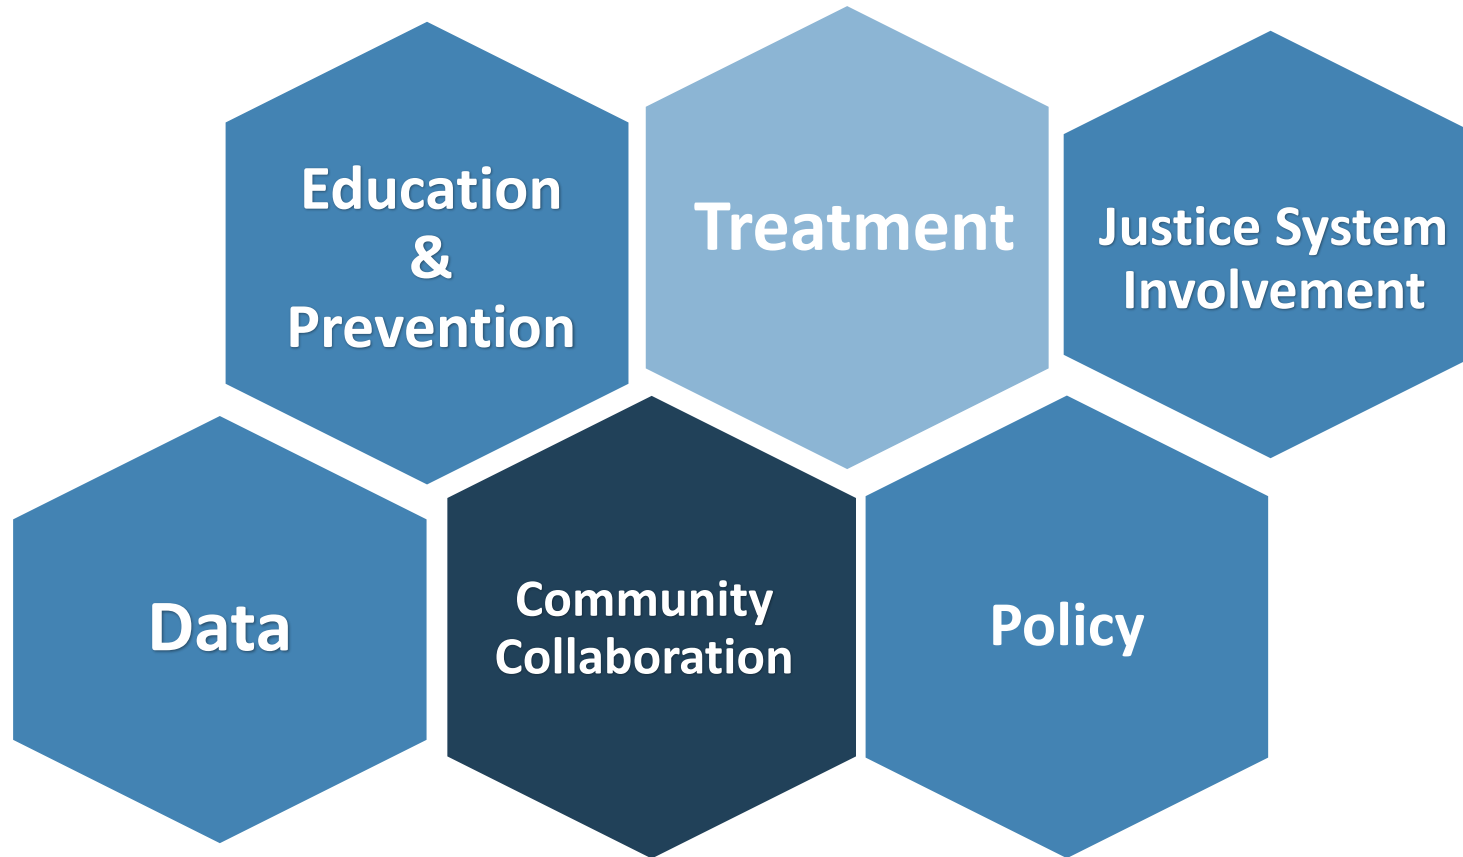 Education
&
Prevention
Treatment
Justice System
Involvement
Data
Community
Collaboration
Policy